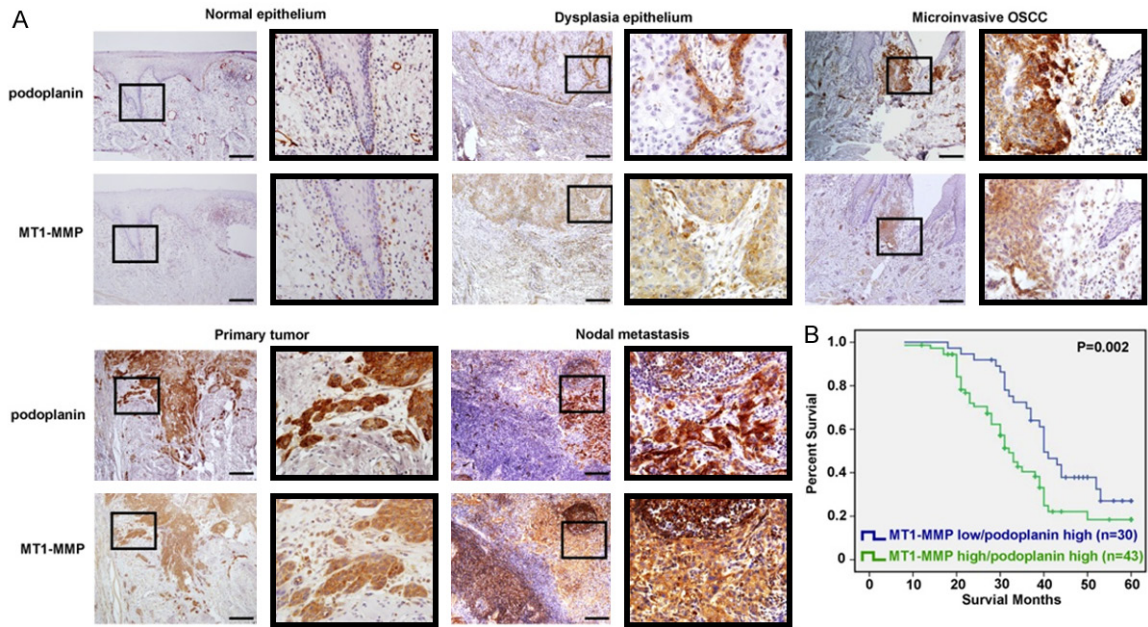 A
Normal epithelium
Dysplasia epithelium
Microinvasive OSCC
podoplanin
MT1-MMP
Primary tumor
Nodal metastasis
podoplanin
MT1-MMP
B
P=0.002
Percent Survival
1.0
0.8
0.6
0.4
0.2
0
MT1-MMP low/podoplanin high (n=30)
MT1-MMP high/podoplanin high (n=43)
0 10 20 30 40 50 60
Survial Months